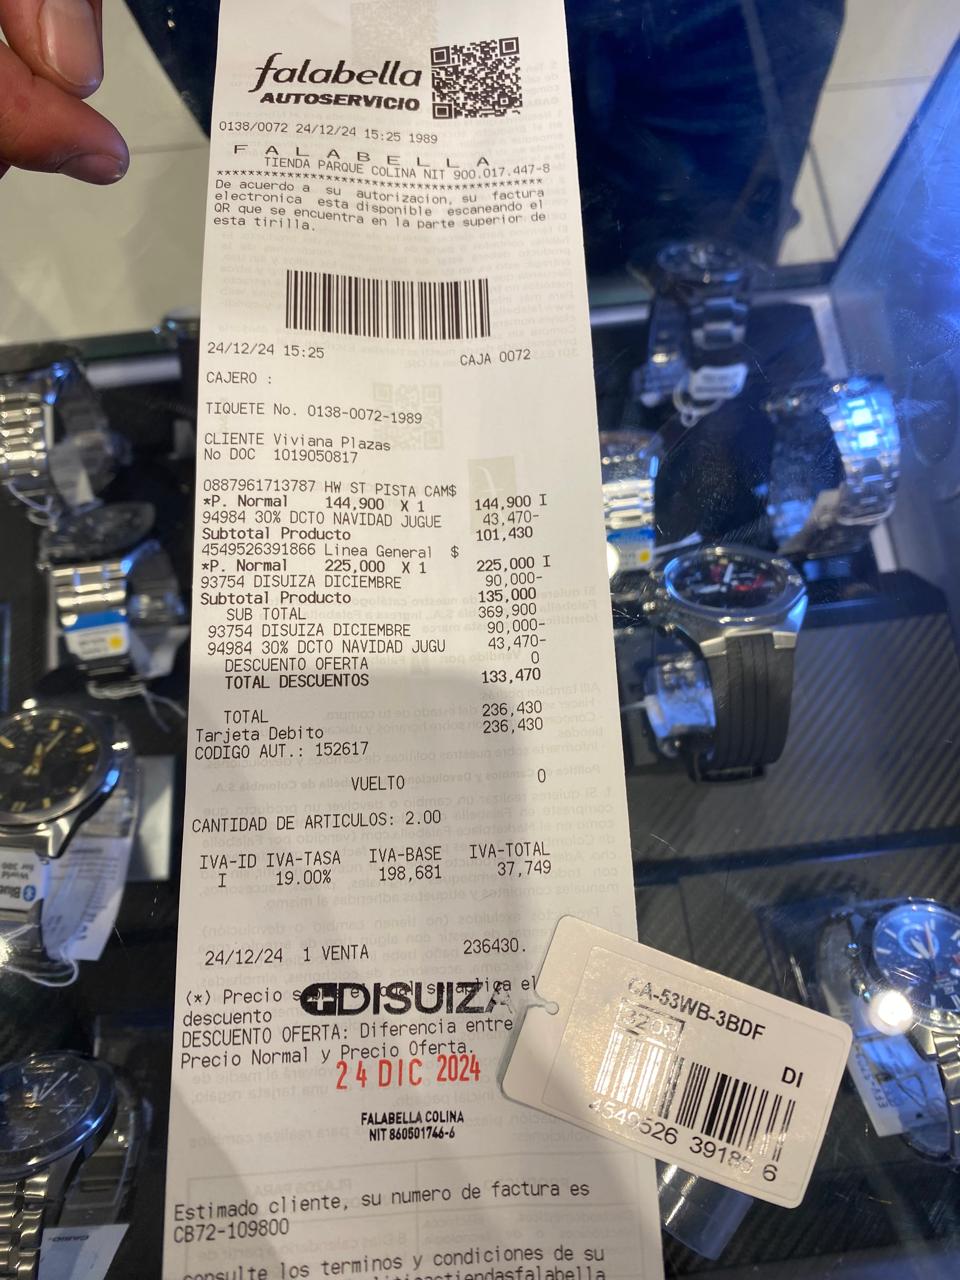 falabella
AUTOSERVICIO
0138/0072 24/12/24 15:25 1989
F A L A B E L L A
TIENDA PARQUE COLINA NIT 900.017.447-8
******************************************
De acuerdo a su autorizacion, su factura
electronica esta disponible escaneando el
QR que se encuentra en la parte superior de
esta tirilla.
24/12/24 15:25 CAJA 0072
CAJERO :
TIQUETE No. 0138-0072-1989
CLIENTE Viviana Plazas
No DOC 1019050817
0887961713787 HW ST PISTA CAM$
*P. Normal 144,900 X 1 144,900 I
94984 30% DCTO NAVIDAD JUGUE 43,470-
Subtotal Producto 101,430
4549526391866 Linea General $
*P. Normal 225,000 X 1 225,000 I
93754 DISUIZA DICIEMBRE 90,000-
Subtotal Producto 135,000
SUB TOTAL 369,900
93754 DISUIZA DICIEMBRE 90,000-
94984 30% DCTO NAVIDAD JUGU 43,470-
DESCUENTO OFERTA 0
TOTAL DESCUENTOS 133,470
TOTAL 236,430
Tarjeta Debito 236,430
CODIGO AUT.: 152617
VUELTO 0
CANTIDAD DE ARTICULOS: 2.00
IVA-ID IVA-TASA IVA-BASE IVA-TOTAL
I 19.00% 198,681 37,749
24/12/24 1 VENTA 236430.
(*) Precio el
descuento
DISUIZA
DESCUENTO OFERTA: Diferencia entre
Precio Normal y Precio Oferta.
24 DIC 2024
FALABELLA COLINA
NIT 860501746-6
Estimado cliente, su numero de factura es
CB72-109800
consulte los terminos y condiciones de su
CA-53WB-3BDF
3208
DI
4549526 391866